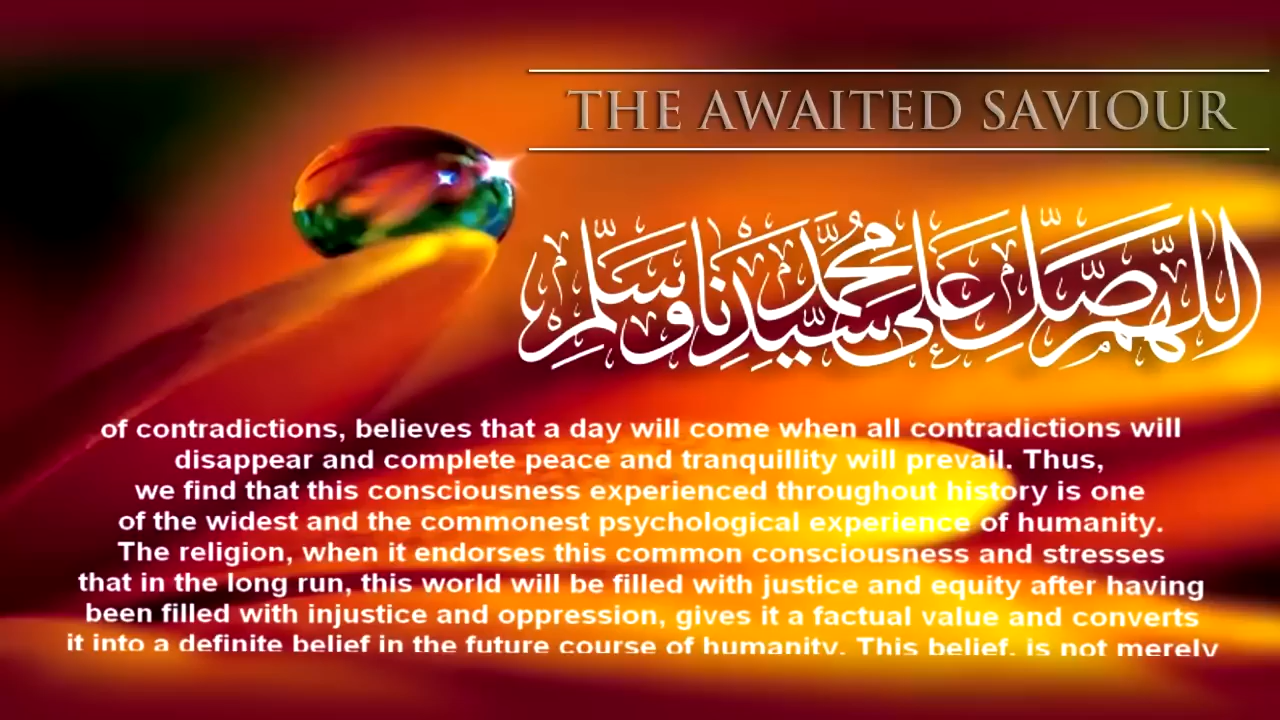 THE AWAITED SAVIOUR
اللهم صل على سيدنا محمد وسلم
of contradictions, believes that a day will come when all contradictions will
disappear and complete peace and tranquillity will prevail. Thus,
we find that this consciousness experienced throughout history is one
of the widest and the commonest psychological experience of humanity.
The religion, when it endorses this common consciousness and stresses
that in the long run, this world will be filled with justice and equity after having
been filled with injustice and oppression, gives it a factual value and converts
it into a definite belief in the future course of humanity. This belief, is not merely